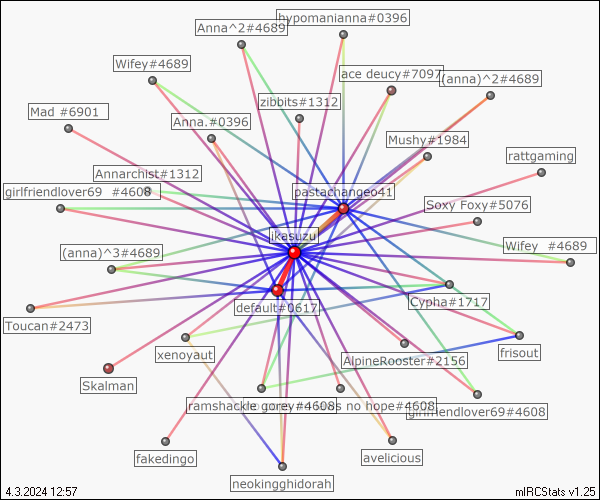 hypomanianna#0396
Anna^2#4689
Wifey#4689
ace deucy#7097
(anna)^2#4689
zibbits#1312
Mad #6901
Anna.#0396
Mushy#1984
rattgaming
Annarchist#1312
girlfriendlover69 #4608
pastachange041
Soxy Foxy#5076
ikasuzu
Wifey #4689
(anna)^3#4689
Cypha#1717
default#0617
Toucan#2473
xenoyaut
AlpineRooster#2156
frisout
Skalman
ramshackle
gorey#4608
no hope#4608
girlfriendlover69#4608
fakedingo
avelicious
neokingghidorah
4.3.2024 12:57
mIRCStats v1.25